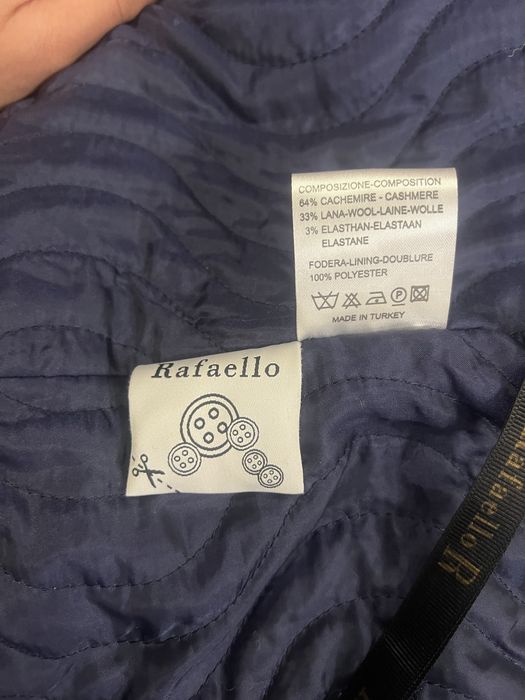 COMPOSIZIONE-COMPOSITION
64% CACHEMIRE - CASHMERE
33% LANA-WOOL-LAINE-WOLLE
3% ELASTHAN-ELASTAAN
ELASTANE
FODERA-LINING-DOUBLURE
100% POLYESTER
P
MADE IN TURKEY
Rafaello
Rafaello R